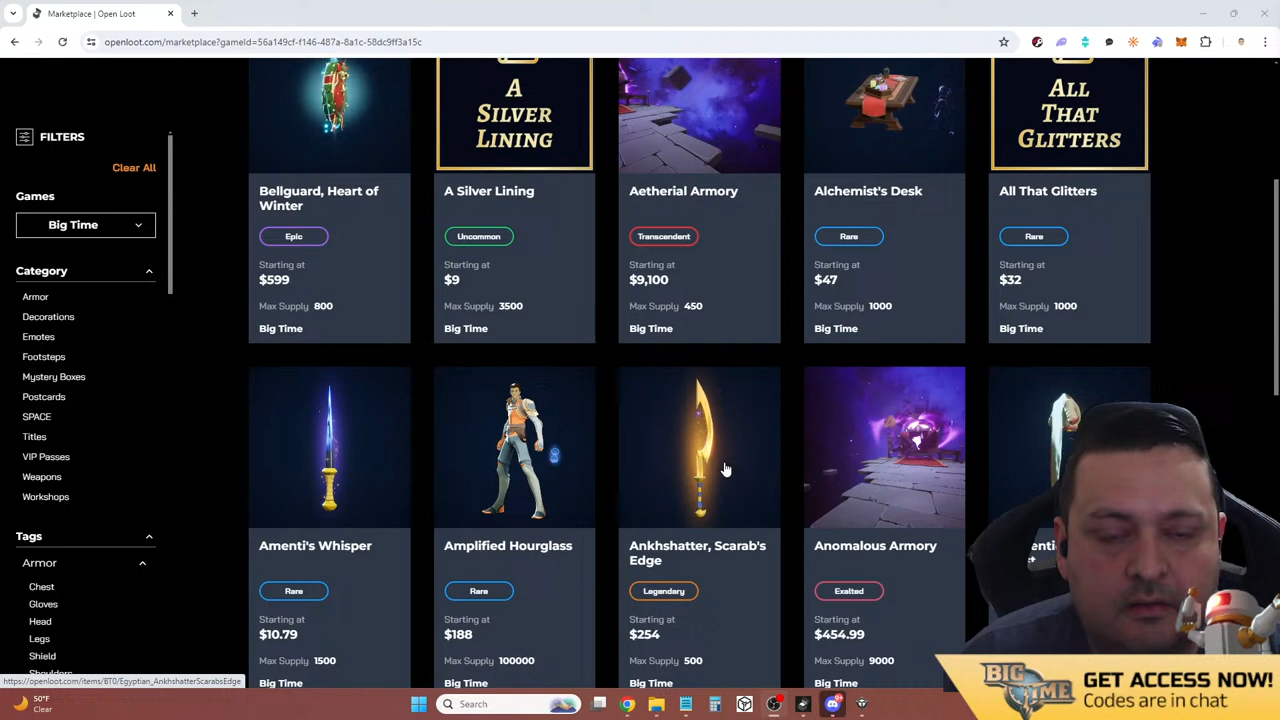 Marketplace | Open Loot
openloot.com/marketplace?gameId=56a149cf-f146-487a-8a1c-58dc9ff3a15c
FILTERS
Clear All
Games
Big Time
Category
Armor
Decorations
Emotes
Footsteps
Mystery Boxes
Postcards
SPACE
Titles
VIP Passes
Weapons
Workshops
Tags
Armor
Chest
Gloves
Head
Legs
Shield
Shoulders
A
SILVER
LINING
ALL
THAT
GLITTERS
Bellguard, Heart of
Winter
Epic
Starting at
$599
Max Supply 800
Big Time
A Silver Lining
Uncommon
Starting at
$9
Max Supply 3500
Big Time
Aetherial Armory
Transcendent
Starting at
$9,100
Max Supply 450
Big Time
Alchemist's Desk
Rare
Starting at
$47
Max Supply 1000
Big Time
All That Glitters
Rare
Starting at
$32
Max Supply 1000
Big Time
Amenti's Whisper
Rare
Starting at
$10.79
Max Supply 1500
Big Time
Amplified Hourglass
Rare
Starting at
$188
Max Supply 100000
Big Time
Ankhshatter, Scarab's
Edge
Legendary
Starting at
$254
Max Supply 500
Big Time
Anomalous Armory
Exalted
Starting at
$454.99
Max Supply 9000
Big Time
https://openloot.com/items/BT0/Egyptian_AnkhshatterScarabsEdge
BIG
TIME
GET ACCESS NOW!
Codes are in chat
50°F
Clear
Search